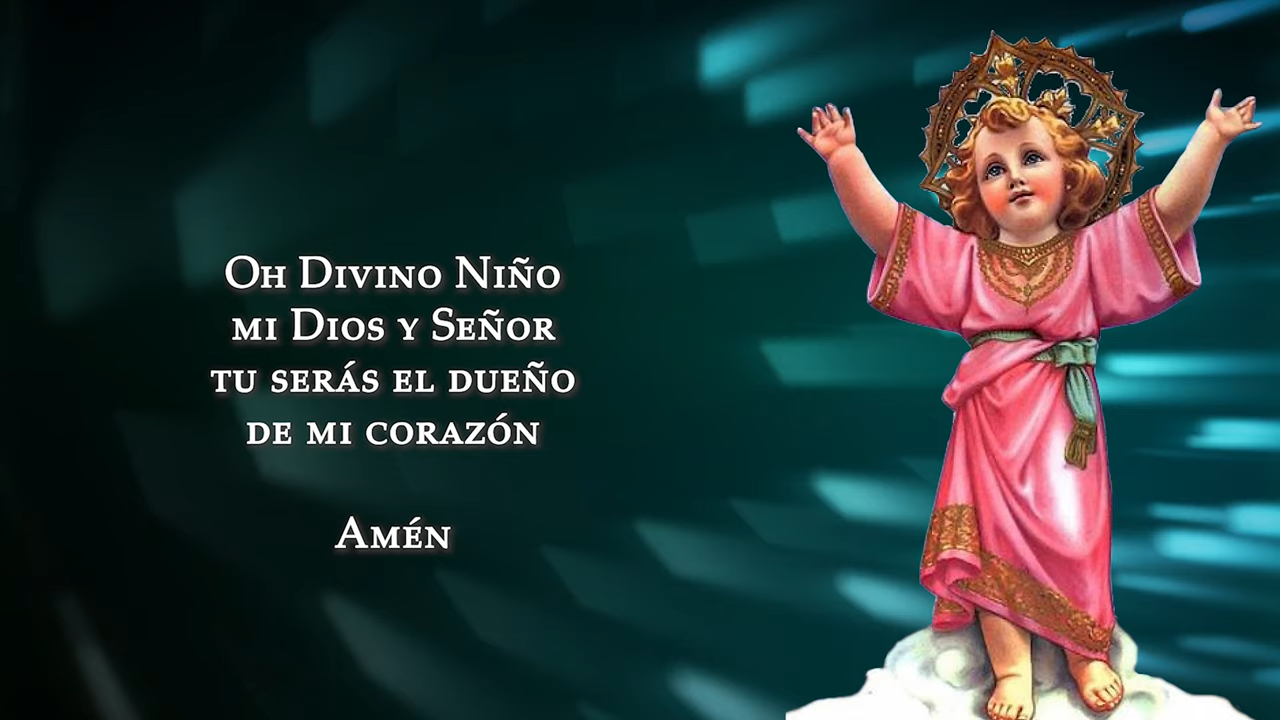 Oh Divino Niño
mi Dios y Señor
tu serás el dueño
de mi corazón
Amén